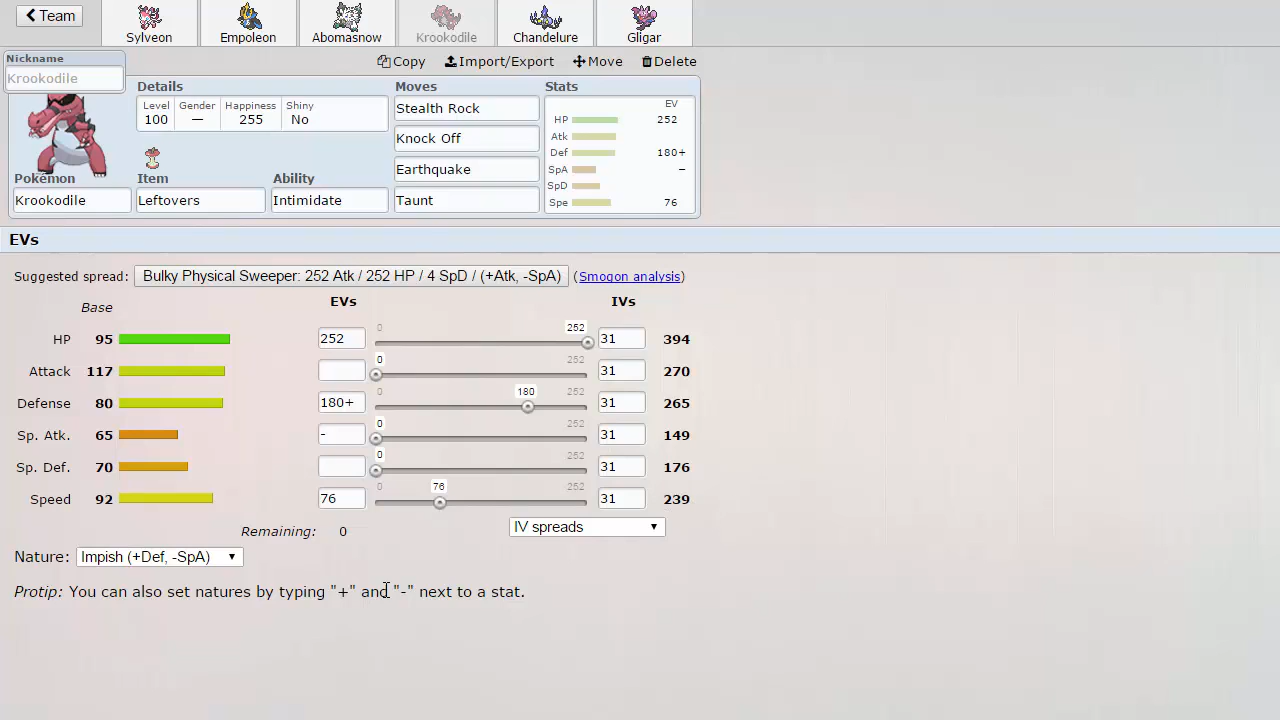 Team
Sylveon
Empoleon
Abomasnow
Krookodile
Chandelure
Gligar
Copy Import/Export Move Delete
Nickname
Krookodile
Details
Level Gender Happiness Shiny
100 — 255 No
Pokémon
Krookodile
Item
Leftovers
Ability
Intimidate
Moves
Stealth Rock
Knock Off
Earthquake
Taunt
Stats
EV
HP 252
Atk
Def 180+
SpA −
SpD
Spe 76
EVs
Suggested spread: Bulky Physical Sweeper: 252 Atk / 252 HP / 4 SpD / (+Atk, -SpA) (Smogon analysis)
Base EVs IVs
HP 95 252 0 252 252 31 394
Attack 117 0 252 31 270
Defense 80 180+ 0 180 252 31 265
Sp. Atk. 65 - 0 252 31 149
Sp. Def. 70 0 252 31 176
Speed 92 76 0 76 252 31 239
Remaining: 0 IV spreads
Nature: Impish (+Def, -SpA)
Protip: You can also set natures by typing "+" and "-" next to a stat.